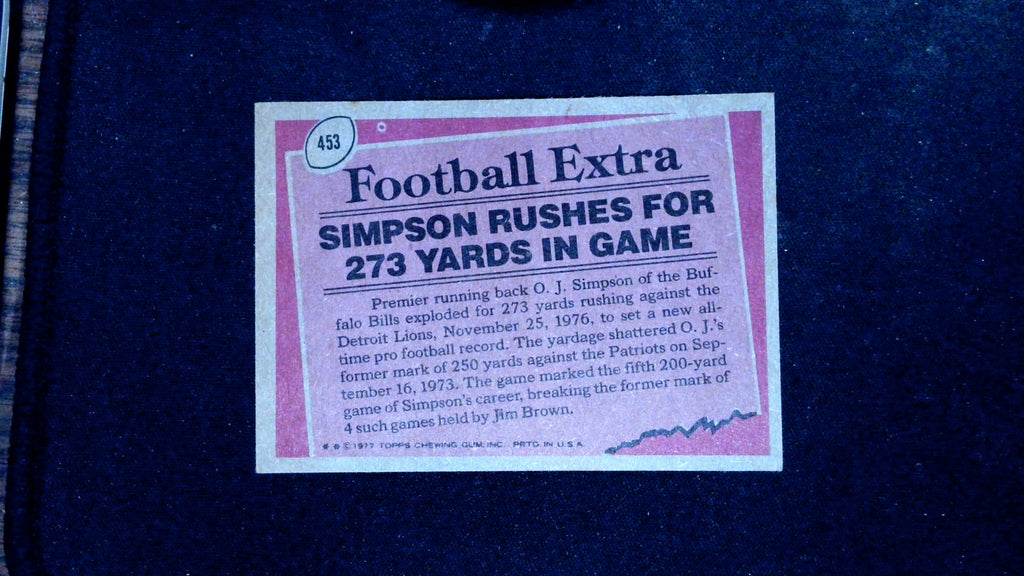 453
Football Extra
SIMPSON RUSHES FOR
273 YARDS IN GAME
Premier running back O. J. Simpson of the Buf-
falo Bills exploded for 273 yards rushing against the
Detroit Lions, November 25, 1976, to set a new all-
time pro football record. The yardage shattered O. J.'s
former mark of 250 yards against the Patriots on Sep-
tember 16, 1973. The game marked the fifth 200-yard
game of Simpson's career, breaking the former mark of
4 such games held by Jim Brown.
* * © 1977 TOPPS CHEWING GUM, INC. PRTD. IN U.S.A.